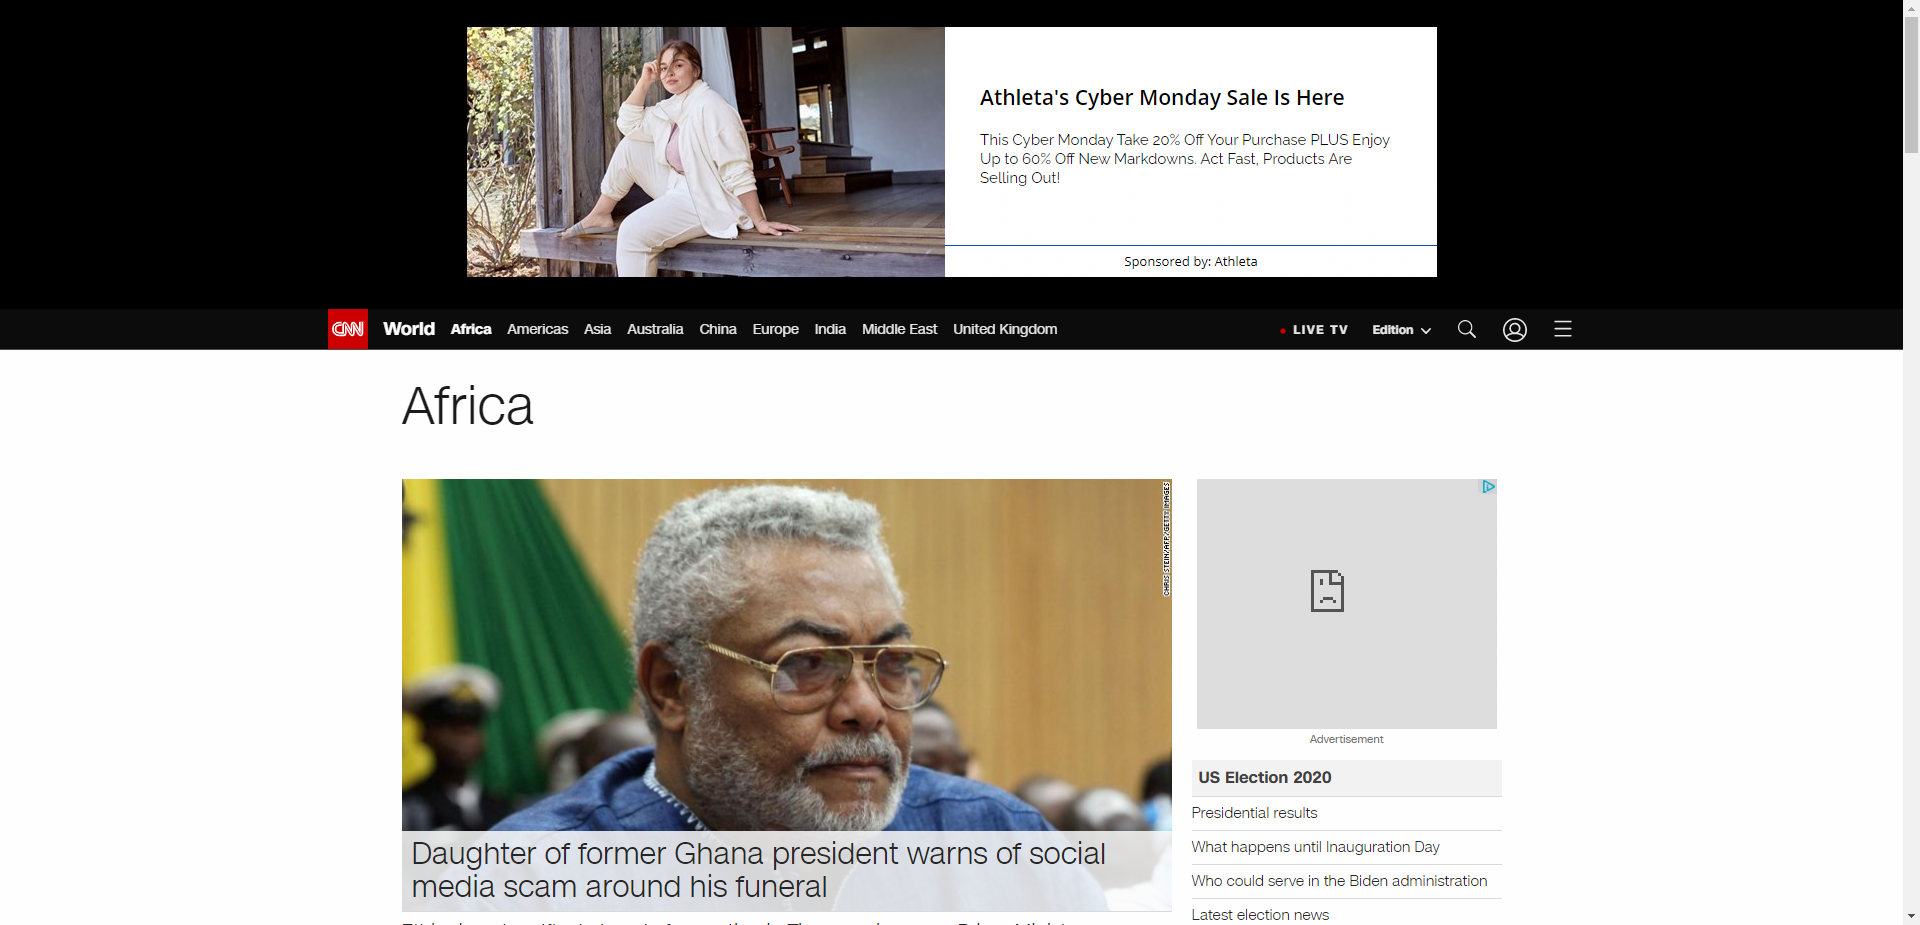 Athleta's Cyber Monday Sale Is Here
This Cyber Monday Take 20% Off Your Purchase PLUS Enjoy
Up to 60% Off New Markdowns. Act Fast, Products Are
Selling Out!
Sponsored by: Athleta
CNN World Africa Americas Asia Australia China Europe India Middle East United Kingdom LIVE TV Edition
Africa
CHRIS STEIN/AFP/GETTY IMAGES
Daughter of former Ghana president warns of social
media scam around his funeral
Advertisement
US Election 2020
Presidential results
What happens until Inauguration Day
Who could serve in the Biden administration
Latest election news